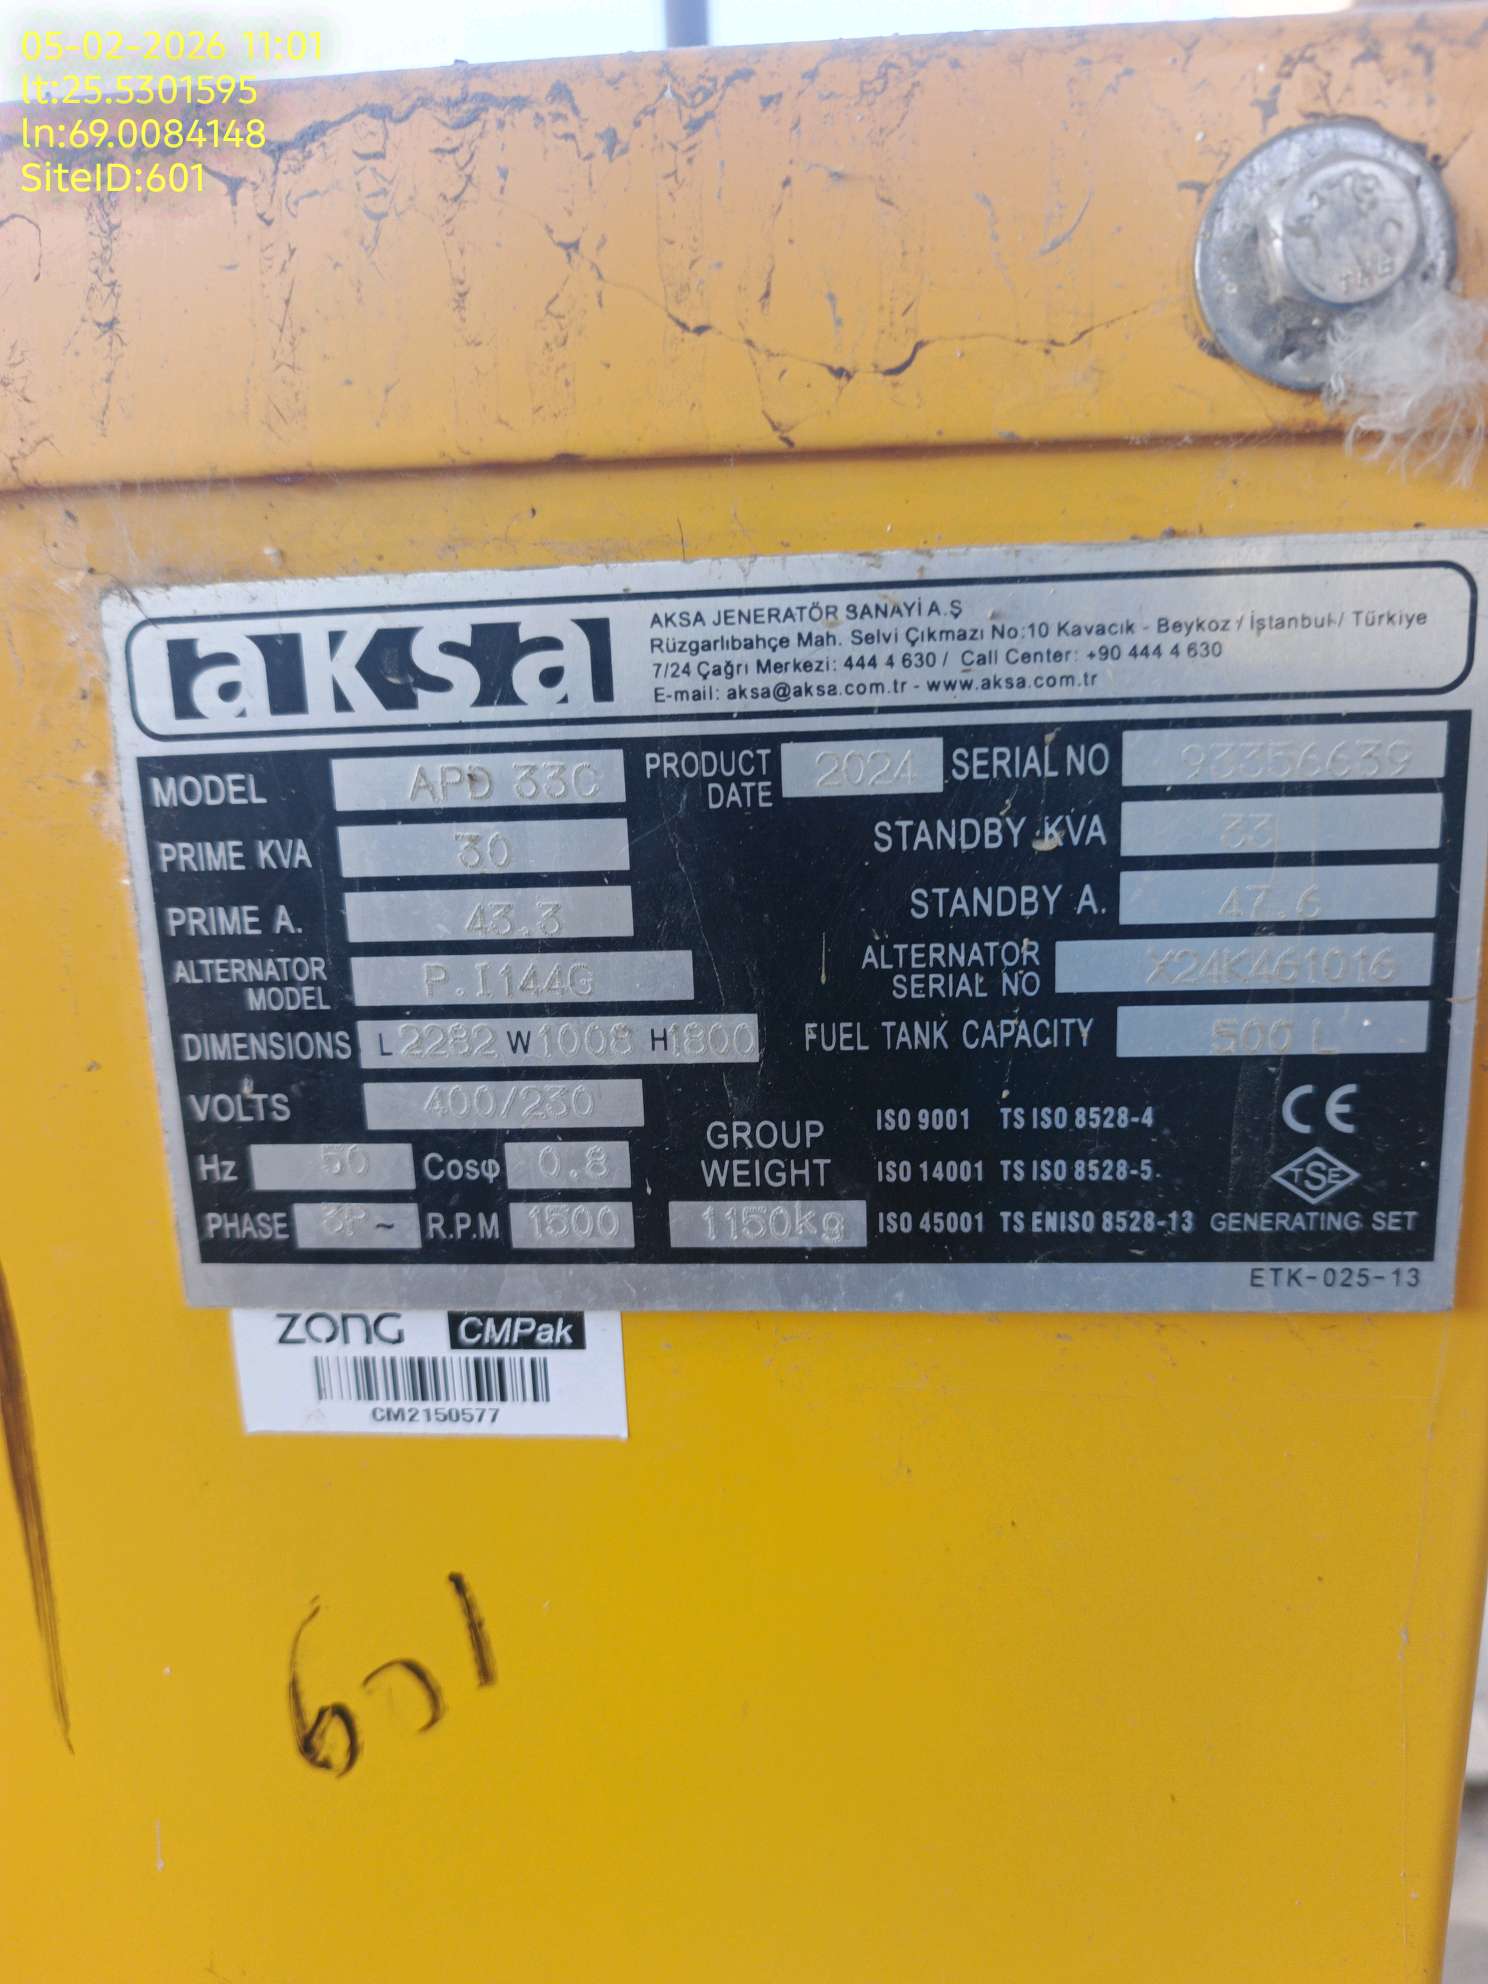 05-02-2026 11:01
lt:25.5301595
ln:69.0084148
SiteID:601
THE
aksa
AKSA JENERATÖR SANAYİ A.Ş
Rüzgarlıbahçe Mah. Selvi Çıkmazı No:10 Kavacık - Beykoz / İstanbul / Türkiye
7/24 Çağrı Merkezi: 444 4 630 / Call Center: +90 444 4 630
E-mail: aksa@aksa.com.tr - www.aksa.com.tr
MODEL APD 33C PRODUCT DATE 2024 SERIAL NO 93356639
PRIME KVA 30 STANDBY KVA 33
PRIME A. 43.3 STANDBY A. 47.6
ALTERNATOR MODEL P.I144G ALTERNATOR SERIAL NO X24K461016
DIMENSIONS L 2282 W 1008 H 1800 FUEL TANK CAPACITY 500 L
VOLTS 400/230
GROUP WEIGHT 1150kg
Hz 50 Cosφ 0.8
PHASE 3P ~ R.P.M 1500
ISO 9001 TS ISO 8528-4
ISO 14001 TS ISO 8528-5
ISO 45001 TS ENISO 8528-13
CE
TSE
GENERATING SET
ETK-025-13
ZONG CMPak
CM2150577
601